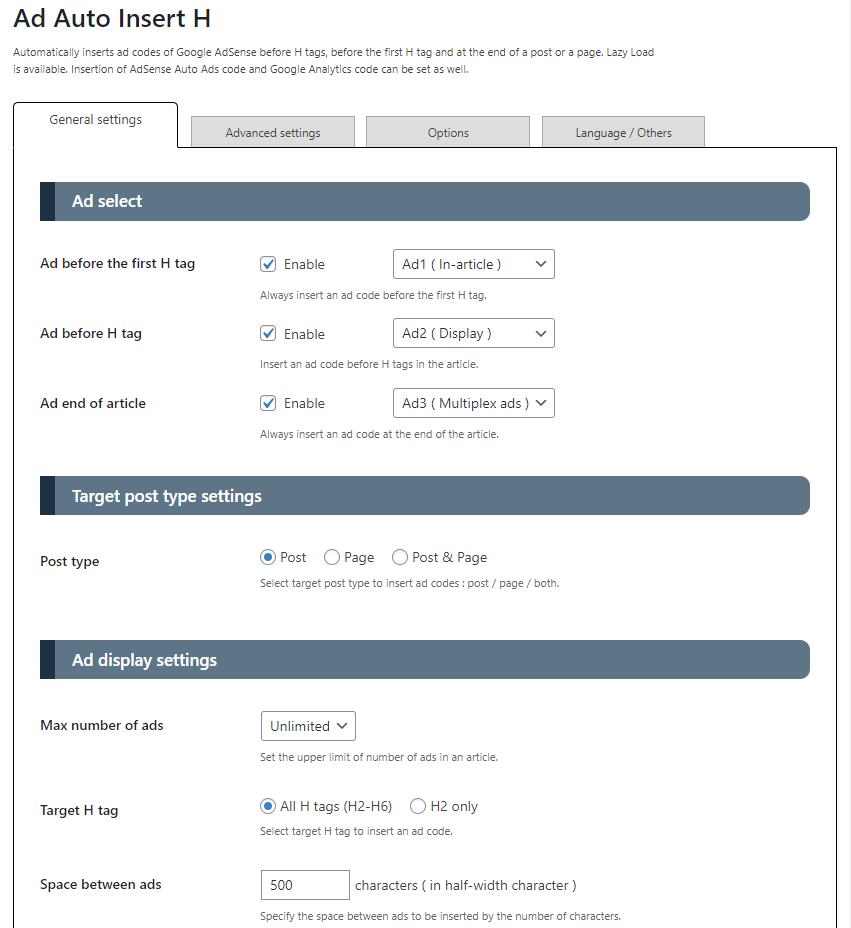 Ad Auto Insert H
Automatically inserts ad codes of Google AdSense before H tags, before the first H tag and at the end of a post or a page. Lazy Load
is available. Insertion of AdSense Auto Ads code and Google Analytics code can be set as well.
General settings
Advanced settings
Options
Language / Others
Ad select
Ad before the first H tag
Enable
Ad1 ( In-article )
Always insert an ad code before the first H tag.
Ad before H tag
Enable
Ad2 ( Display )
Insert an ad code before H tags in the article.
Ad end of article
Enable
Ad3 ( Multiplex ads )
Always insert an ad code at the end of the article.
Target post type settings
Post type
Post
Page
Post & Page
Select target post type to insert ad codes : post / page / both.
Ad display settings
Max number of ads
Unlimited
Set the upper limit of number of ads in an article.
Target H tag
All H tags (H2-H6)
H2 only
Select target H tag to insert an ad code.
Space between ads
500
characters ( in half-width character )
Specify the space between ads to be inserted by the number of characters.